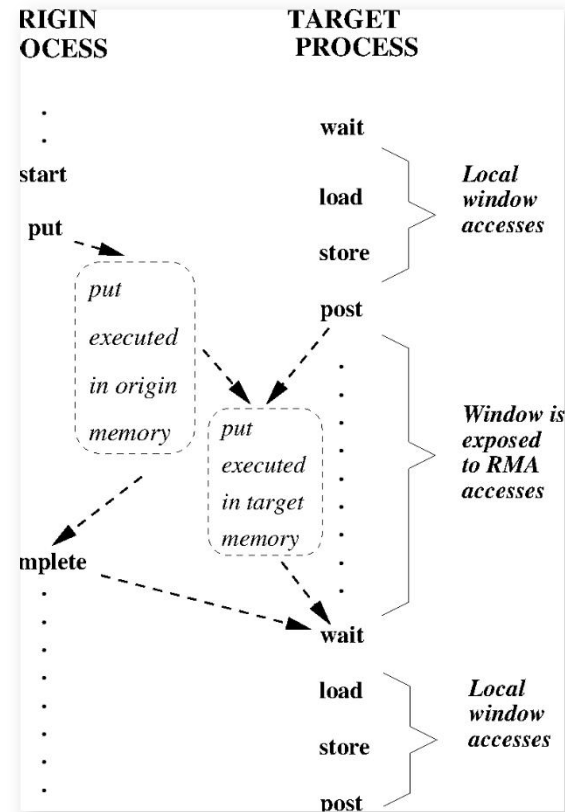 RIGIN
OCESS
TARGET
PROCESS
wait
start
load
Local
window
accesses
put
store
put
executed
in origin
memory
post
put
executed
in target
memory
Window is
exposed
to RMA
accesses
mplete
wait
load
store
post
Local
window
accesses